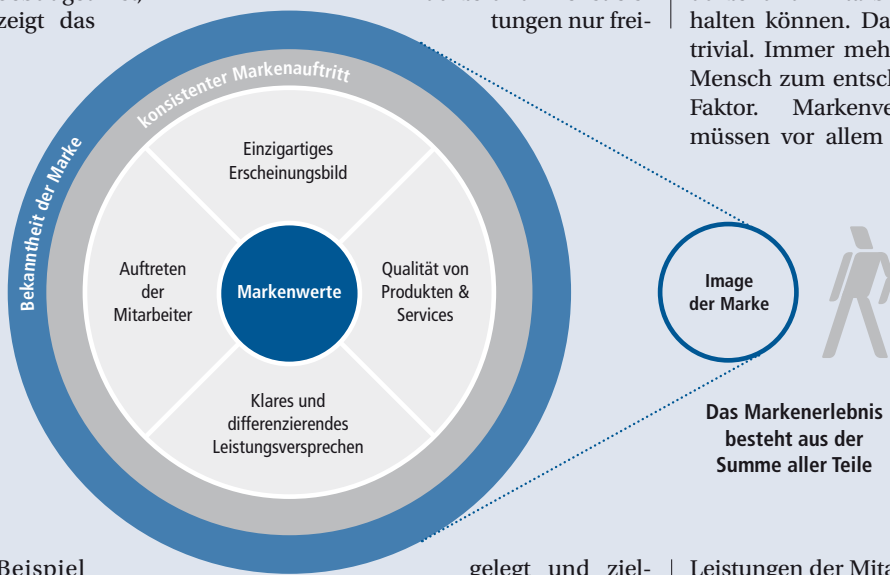 zeigt das
tungen nur frei-
halten können. Da
trivial. Immer meh
Mensch zum entsch
Faktor. Markenve
müssen vor allem
Bekanntheit der Marke
konsistenter Markenauftritt
Einzigartiges
Erscheinungsbild
Auftreten
der
Mitarbeiter
Markenwerte
Qualität von
Produkten &
Services
Klares und
differenzierendes
Leistungsversprechen
Image
der Marke
Das Markenerlebnis
besteht aus der
Summe aller Teile
Beispiel
gelegt und ziel-
Leistungen der Mita